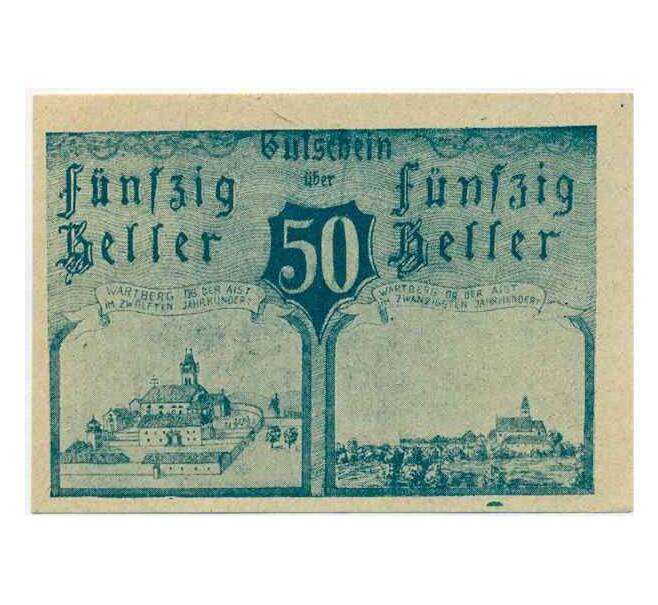 Gutschein
über
Fünfzig
Heller
50
Fünfzig
Heller
WARTBERG OB DER AIST
IM ZWÖLFTEN JAHRHUNDERT
WARTBERG OB DER AIST
IM ZWANZIGSTEN JAHRHUNDERT